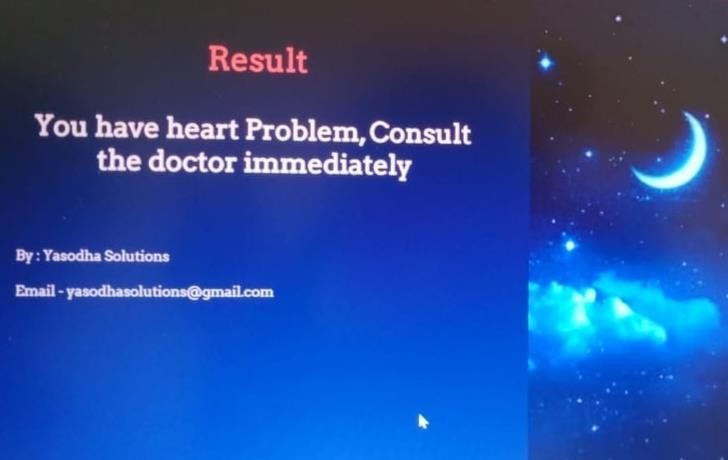 Result
You have heart Problem, Consult
the doctor immediately
By : Yasodha Solutions
Email - yasodhasolutions@gmail.com